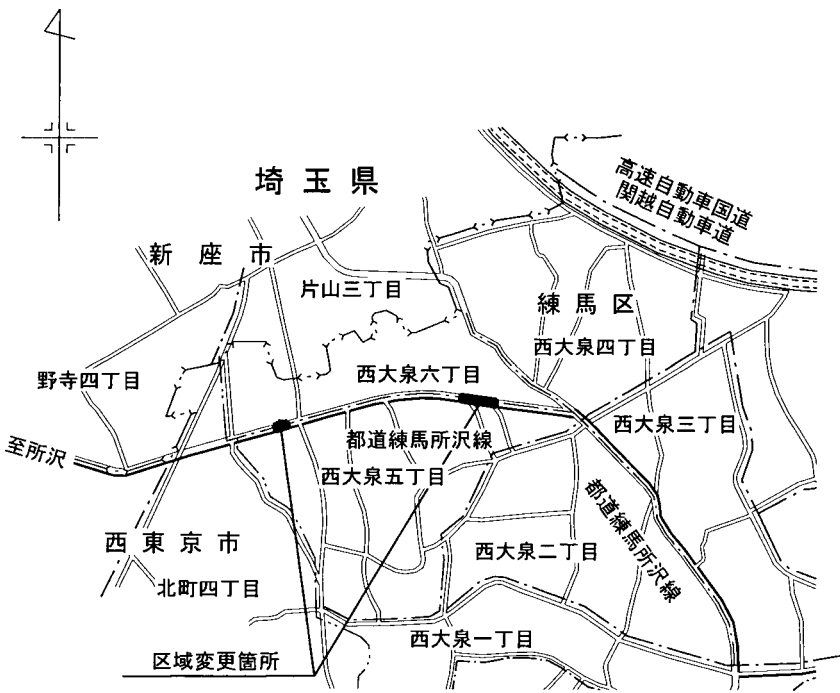 埼玉県
高速自動車国道
関越自動車道
新座市
片山三丁目
練馬区
西大泉四丁目
野寺四丁目
西大泉六丁目
西大泉三丁目
都道練馬所沢線
至所沢
西大泉五丁目
都道練馬所沢線
西東京市
西大泉二丁目
北町四丁目
西大泉一丁目
区域変更箇所